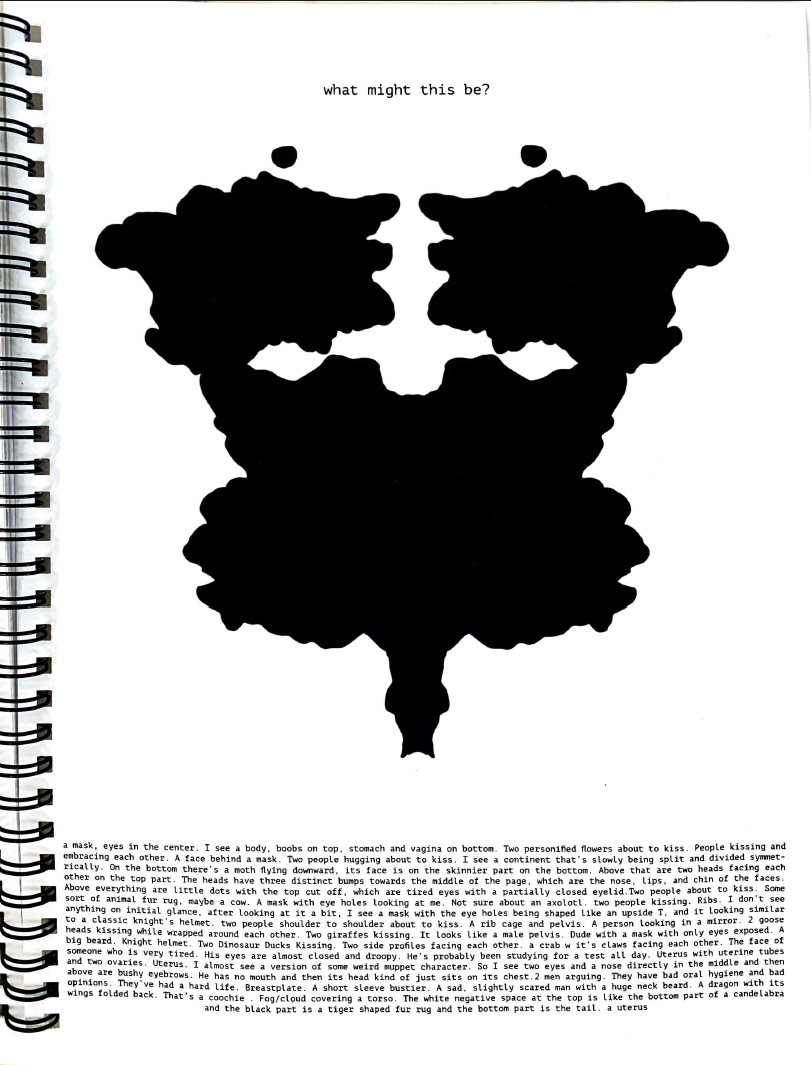 what might this be?
a mask, eyes in the center. I see a body, boobs on top, stomach and vagina on bottom. Two personified flowers about to kiss. People kissing and
embracing each other. A face behind a mask. Two people hugging about to kiss. I see a continent that's slowly being split and divided symmet-
rically. On the bottom there's a moth flying downward, its face is on the skinnier part on the bottom. Above that are two heads facing each
other on the top part. The heads have three distinct bumps towards the middle of the page, which are the nose, lips, and chin of the faces.
Above everything are little dots with the top cut off, which are tired eyes with a partially closed eyelid.Two people about to kiss. Some
sort of animal fur rug, maybe a cow. A mask with eye holes looking at me. Not sure about an axolotl. two people kissing. Ribs. I don't see
anything on initial glance, after looking at it a bit, I see a mask with the eye holes being shaped like an upside T, and it looking similar
to a classic knight's helmet. two people shoulder to shoulder about to kiss. A rib cage and pelvis. A person looking in a mirror. 2 goose
heads kissing while wrapped around each other. Two giraffes kissing. It looks like a male pelvis. Dude with a mask with only eyes exposed. A
big beard. Knight helmet. Two Dinosaur Ducks Kissing. Two side profiles facing each other. a crab w it's claws facing each other. The face of
someone who is very tired. His eyes are almost closed and droopy. He's probably been studying for a test all day. Uterus with uterine tubes
and two ovaries. Uterus. I almost see a version of some weird muppet character. So I see two eyes and a nose directly in the middle and then
above are bushy eyebrows. He has no mouth and then its head kind of just sits on its chest.2 men arguing. They have bad oral hygiene and bad
opinions. They've had a hard life. Breastplate. A short sleeve bustier. A sad, slightly scared man with a huge neck beard. A dragon with its
wings folded back. That's a coochie . Fog/cloud covering a torso. The white negative space at the top is like the bottom part of a candelabra
and the black part is a tiger shaped fur rug and the bottom part is the tail. a uterus